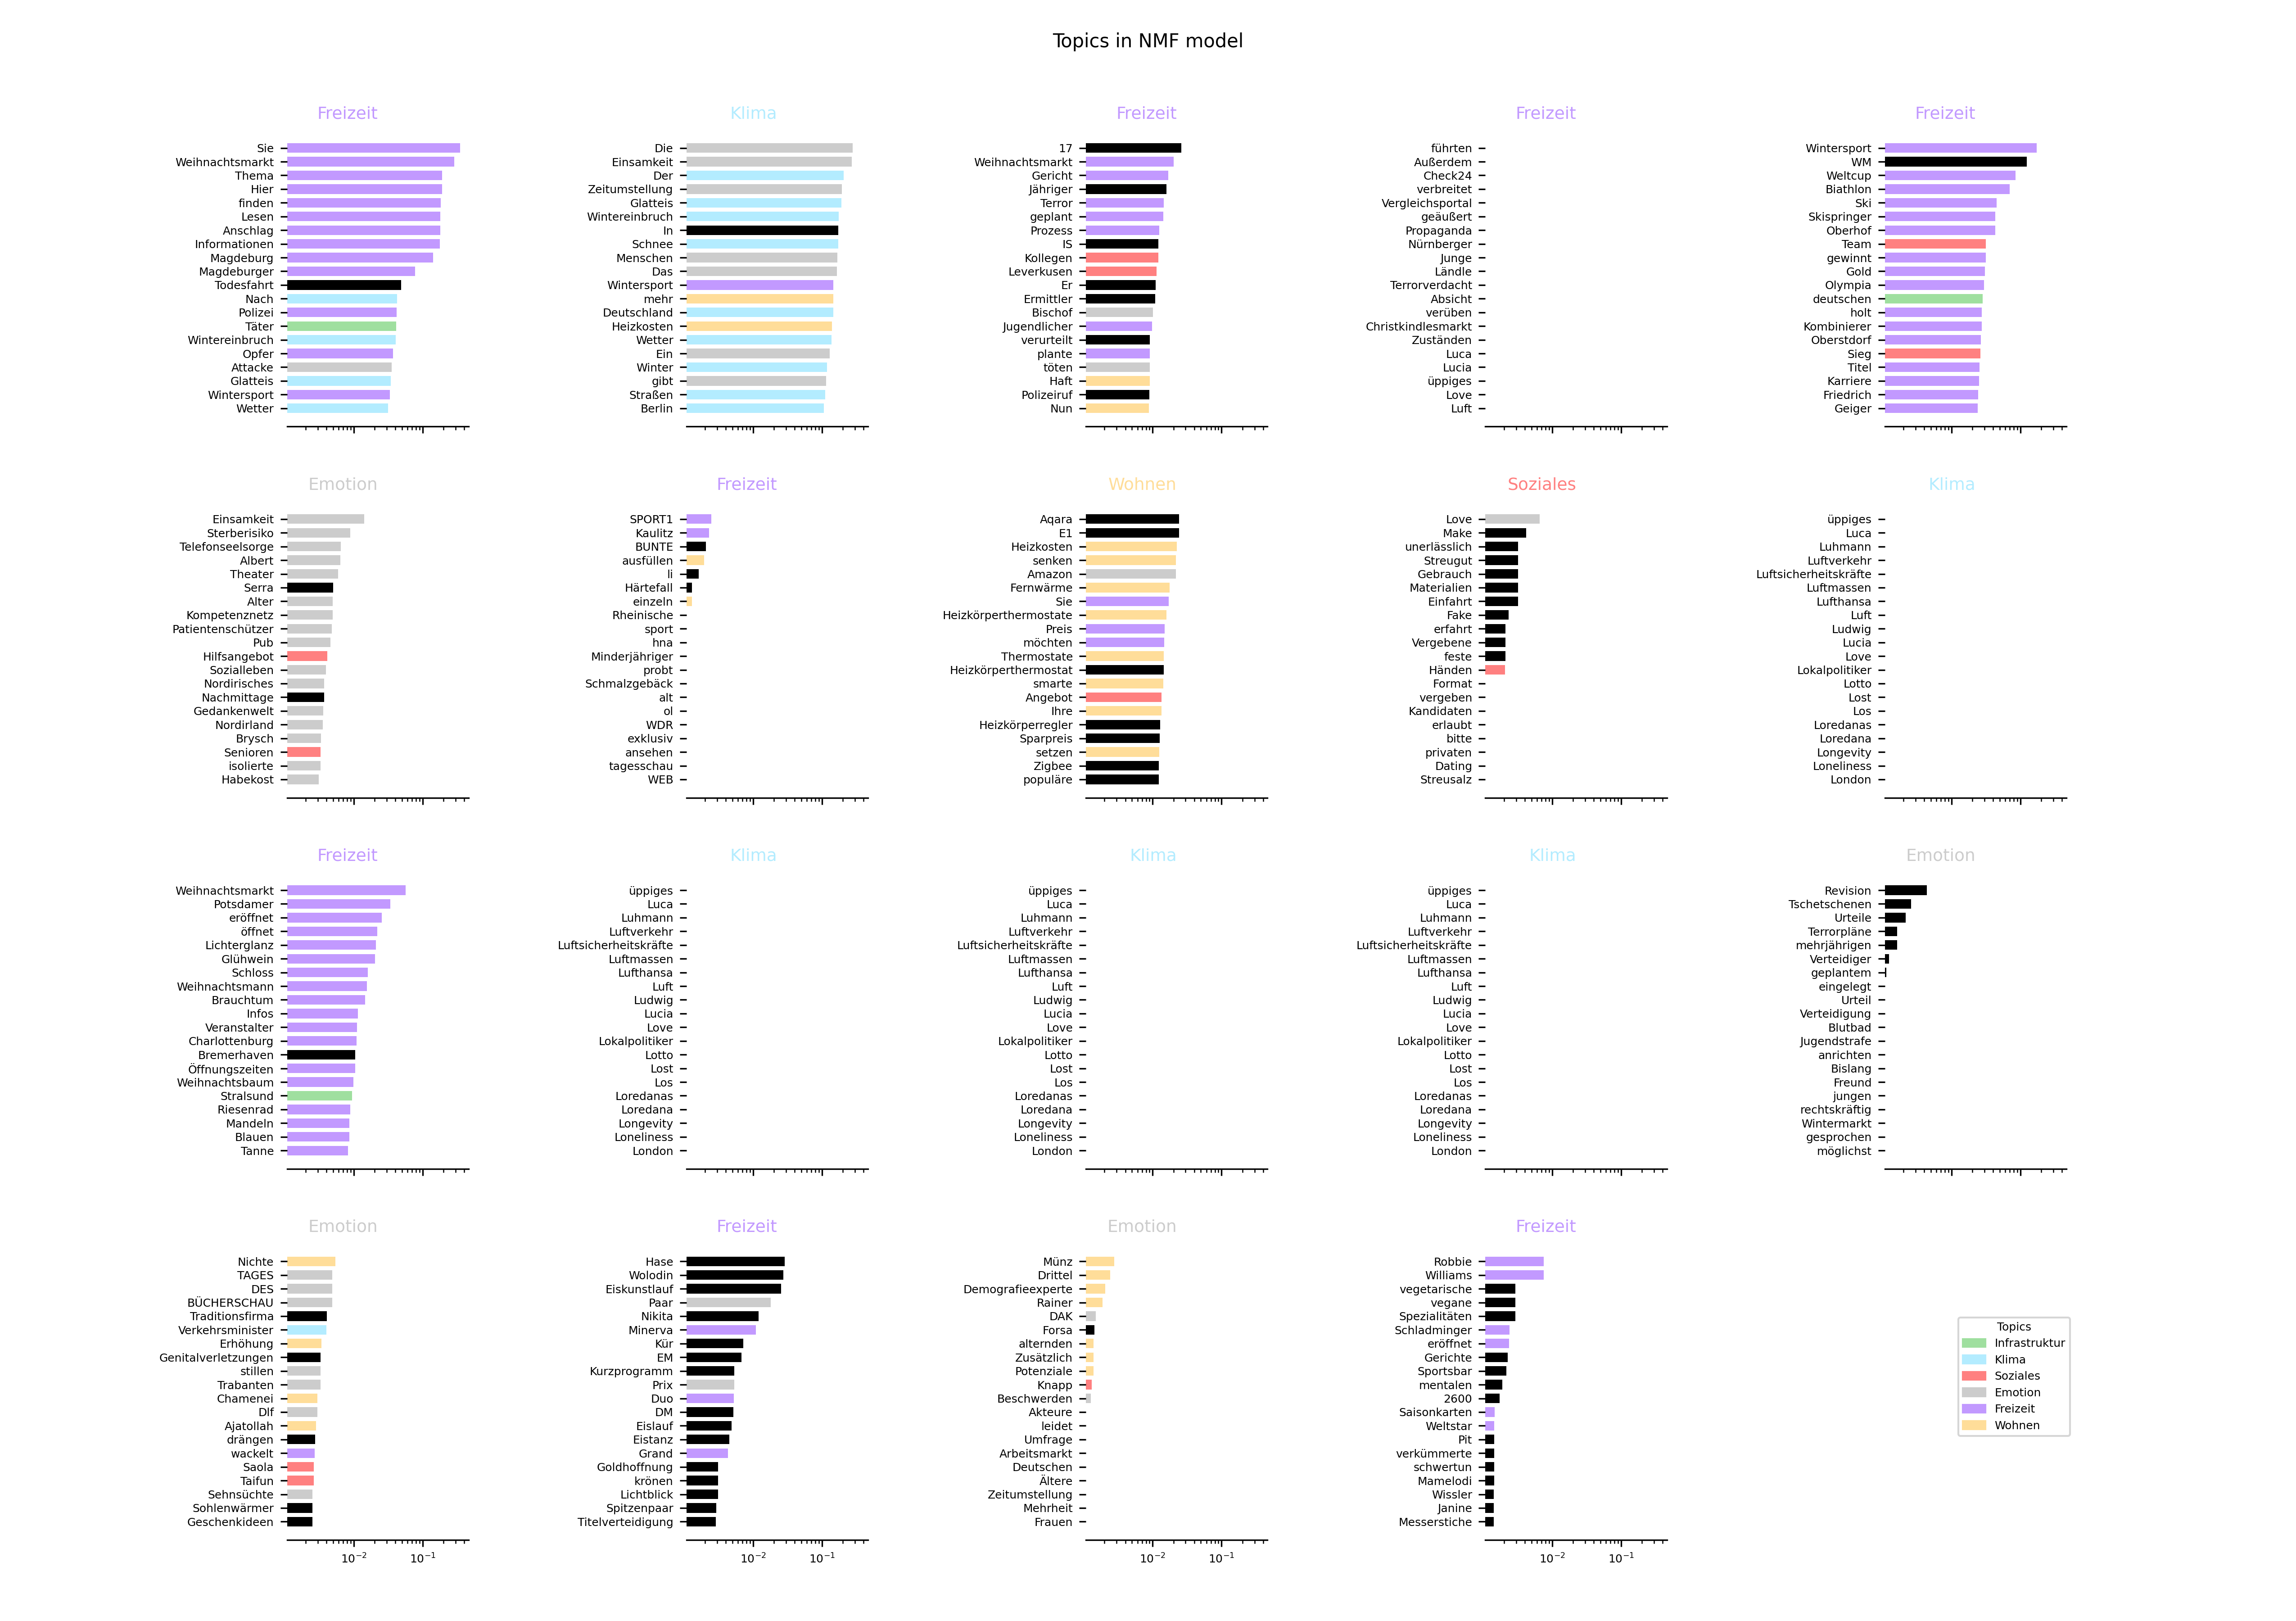 Topics in NMF model
Freizeit
Sie
Weihnachtsmarkt
Thema
Hier
finden
Lesen
Anschlag
Informationen
Magdeburg
Magdeburger
Todesfahrt
Nach
Polizei
Täter
Wintereinbruch
Opfer
Attacke
Glatteis
Wintersport
Wetter
Klima
Die
Einsamkeit
Der
Zeitumstellung
Glatteis
Wintereinbruch
In
Schnee
Menschen
Das
Wintersport
mehr
Deutschland
Heizkosten
Wetter
Ein
Winter
gibt
Straßen
Berlin
Freizeit
17
Weihnachtsmarkt
Gericht
Jähriger
Terror
geplant
Prozess
IS
Kollegen
Leverkusen
Er
Ermittler
Bischof
Jugendlicher
verurteilt
plante
töten
Haft
Polizeiruf
Nun
Freizeit
führten
Außerdem
Check24
verbreitet
Vergleichsportal
geäußert
Propaganda
Nürnberger
Junge
Ländle
Terrorverdacht
Absicht
verüben
Christkindlesmarkt
Zuständen
Luca
Lucia
üppiges
Love
Luft
Freizeit
Wintersport
WM
Weltcup
Biathlon
Ski
Skispringer
Oberhof
Team
gewinnt
Gold
Olympia
deutschen
holt
Kombinierer
Oberstdorf
Sieg
Titel
Karriere
Friedrich
Geiger
Emotion
Einsamkeit
Sterberisiko
Telefonseelsorge
Albert
Theater
Serra
Alter
Kompetenznetz
Patientenschützer
Pub
Hilfsangebot
Sozialleben
Nordirisches
Nachmittage
Gedankenwelt
Nordirland
Brysch
Senioren
isolierte
Habekost
Freizeit
SPORT1
Kaulitz
BUNTE
ausfüllen
li
Härtefall
einzeln
Rheinische
sport
hna
Minderjähriger
probt
Schmalzgebäck
alt
ol
WDR
exklusiv
ansehen
tagesschau
WEB
Wohnen
Aqara
E1
Heizkosten
senken
Amazon
Fernwärme
Sie
Heizkörperthermostate
Preis
möchten
Thermostate
Heizkörperthermostat
smarte
Angebot
Ihre
Heizkörperregler
Sparpreis
setzen
Zigbee
populäre
Soziales
Love
Make
unerlässlich
Streugut
Gebrauch
Materialien
Einfahrt
Fake
erfahrt
Vergebene
feste
Händen
Format
vergeben
Kandidaten
erlaubt
bitte
privaten
Dating
Streusalz
Klima
üppiges
Luca
Luhmann
Luftverkehr
Luftsicherheitskräfte
Luftmassen
Lufthansa
Luft
Ludwig
Lucia
Love
Lokalpolitiker
Lotto
Lost
Los
Loredanas
Loredana
Longevity
Loneliness
London
Freizeit
Weihnachtsmarkt
Potsdamer
eröffnet
öffnet
Lichterglanz
Glühwein
Schloss
Weihnachtsmann
Brauchtum
Infos
Veranstalter
Charlottenburg
Bremerhaven
Öffnungszeiten
Weihnachtsbaum
Stralsund
Riesenrad
Mandeln
Blauen
Tanne
Klima
üppiges
Luca
Luhmann
Luftverkehr
Luftsicherheitskräfte
Luftmassen
Lufthansa
Luft
Ludwig
Lucia
Love
Lokalpolitiker
Lotto
Lost
Los
Loredanas
Loredana
Longevity
Loneliness
London
Klima
üppiges
Luca
Luhmann
Luftverkehr
Luftsicherheitskräfte
Luftmassen
Lufthansa
Luft
Ludwig
Lucia
Love
Lokalpolitiker
Lotto
Lost
Los
Loredanas
Loredana
Longevity
Loneliness
London
Klima
üppiges
Luca
Luhmann
Luftverkehr
Luftsicherheitskräfte
Luftmassen
Lufthansa
Luft
Ludwig
Lucia
Love
Lokalpolitiker
Lotto
Lost
Los
Loredanas
Loredana
Longevity
Loneliness
London
Emotion
Revision
Tschetschenen
Urteile
Terrorpläne
mehrjährigen
Verteidiger
geplantem
eingelegt
Urteil
Verteidigung
Blutbad
Jugendstrafe
anrichten
Bislang
Freund
jungen
rechtskräftig
Wintermarkt
gesprochen
möglichst
Emotion
Nichte
TAGES
DES
BÜCHERSCHAU
Traditionsfirma
Verkehrsminister
Erhöhung
Genitalverletzungen
stillen
Trabanten
Chamenei
Dlf
Ajatollah
drängen
wackelt
Saola
Taifun
Sehnsüchte
Sohlenwärmer
Geschenkideen
10⁻² 10⁻¹
Freizeit
Hase
Wolodin
Eiskunstlauf
Paar
Nikita
Minerva
Kür
EM
Kurzprogramm
Prix
Duo
DM
Eislauf
Eistanz
Grand
Goldhoffnung
krönen
Lichtblick
Spitzenpaar
Titelverteidigung
10⁻² 10⁻¹
Emotion
Münz
Drittel
Demografieexperte
Rainer
DAK
Forsa
alternden
Zusätzlich
Potenziale
Knapp
Beschwerden
Akteure
leidet
Umfrage
Arbeitsmarkt
Deutschen
Ältere
Zeitumstellung
Mehrheit
Frauen
10⁻² 10⁻¹
Freizeit
Robbie
Williams
vegetarische
vegane
Spezialitäten
Schladminger
eröffnet
Gerichte
Sportsbar
mentalen
2600
Saisonkarten
Weltstar
Pit
verkümmerte
schwertun
Mamelodi
Wissler
Janine
Messerstiche
10⁻² 10⁻¹
Topics
Infrastruktur
Klima
Soziales
Emotion
Freizeit
Wohnen